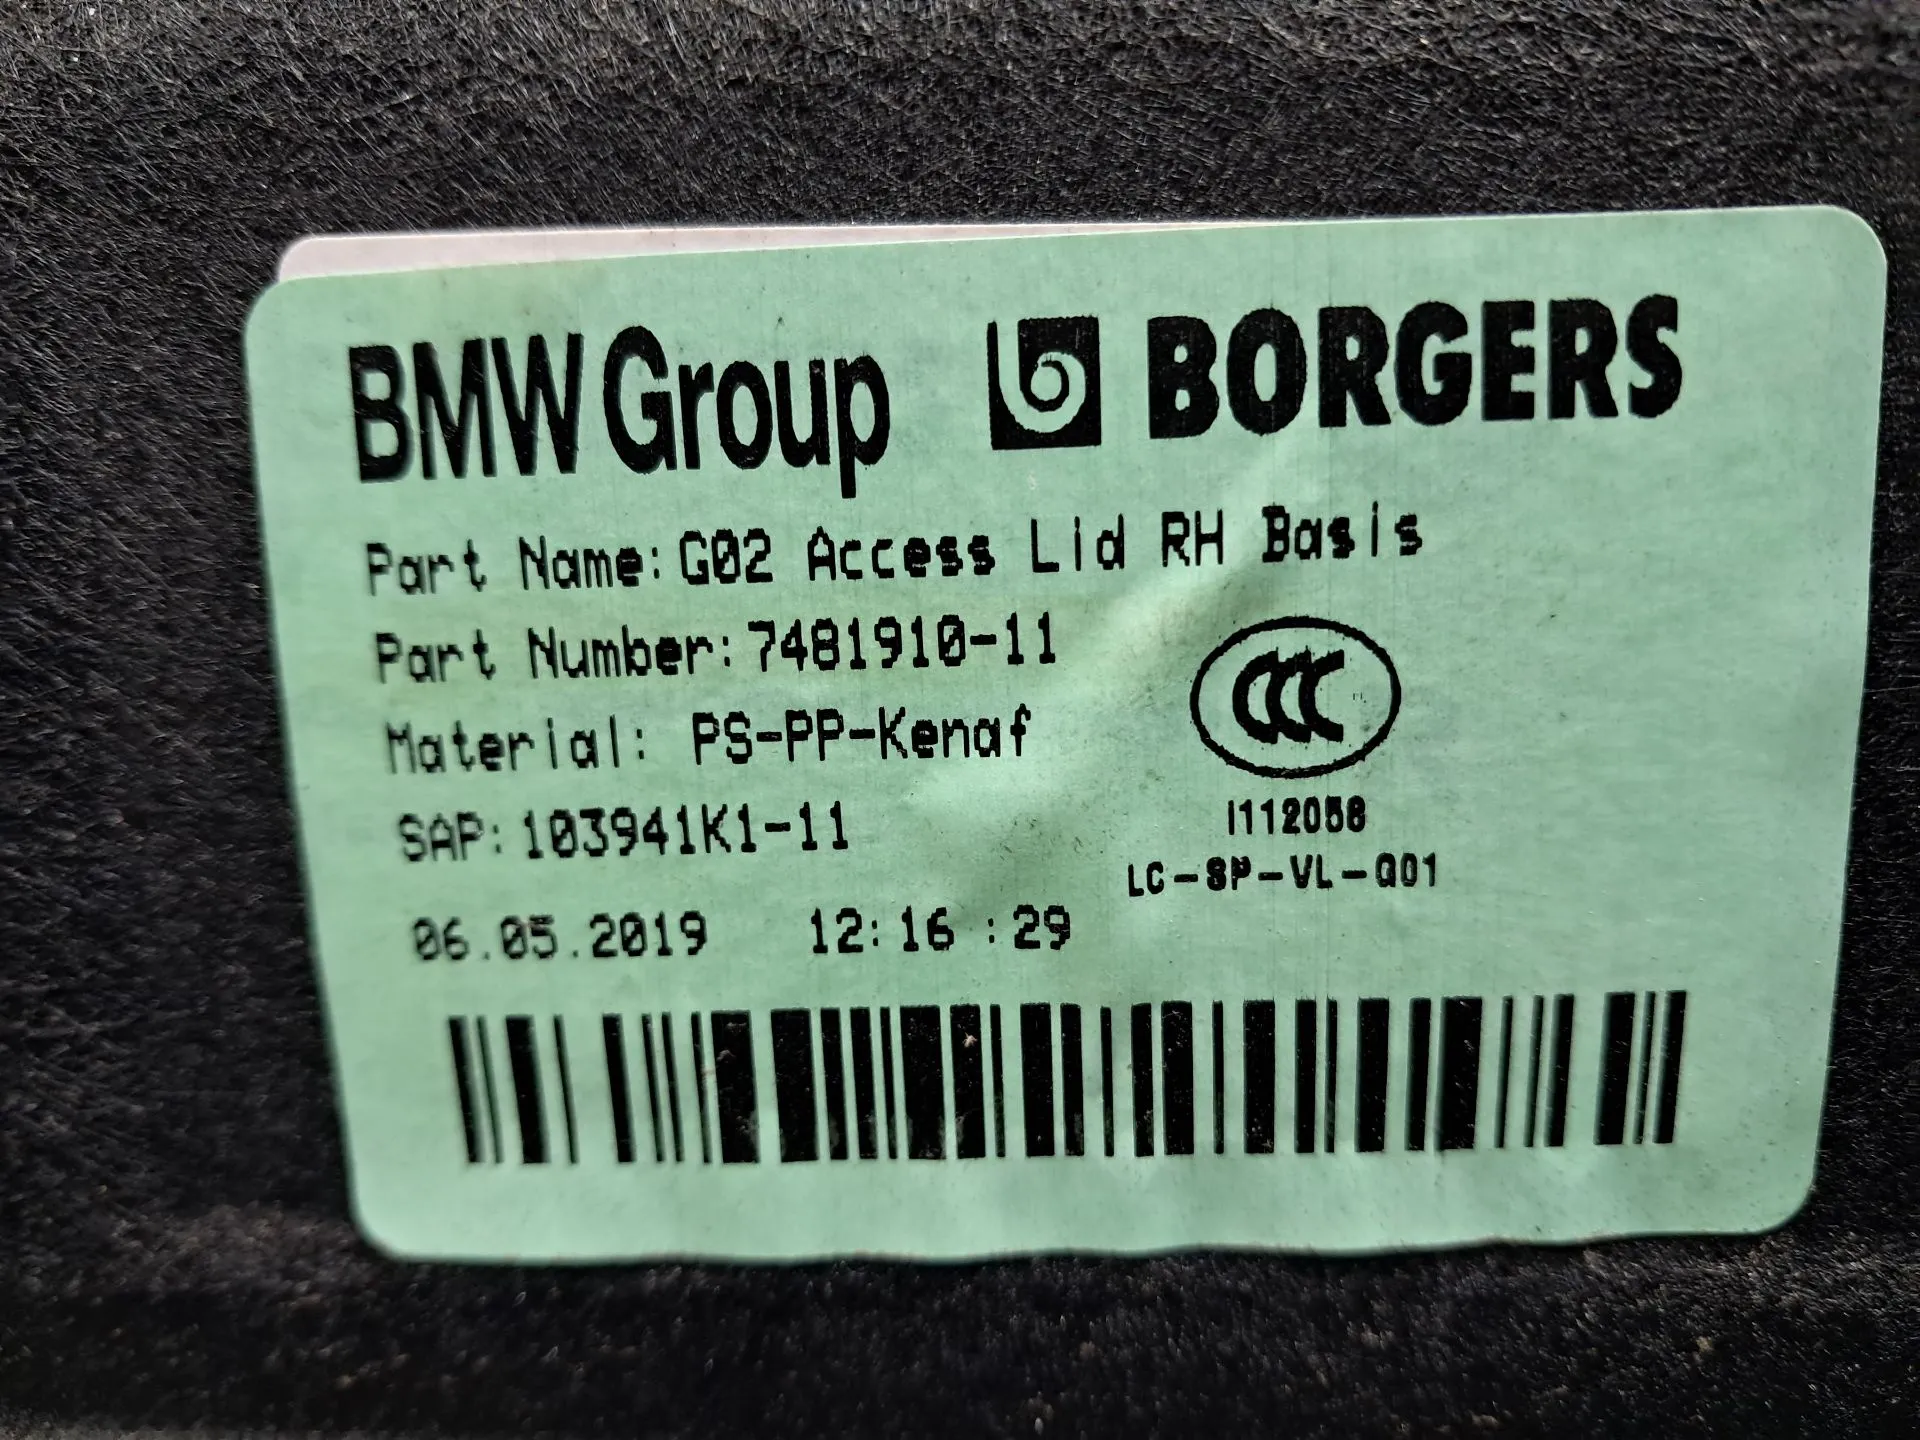 BMW Group BORGERS
Part Name: G02 Access Lid RH Basis
Part Number: 7481910-11
Material: PS-PP-Kenaf
CCC
SAP: 103941K1-11
I112058
LC-SP-VL-Q01
06.05.2019 12:16 :29